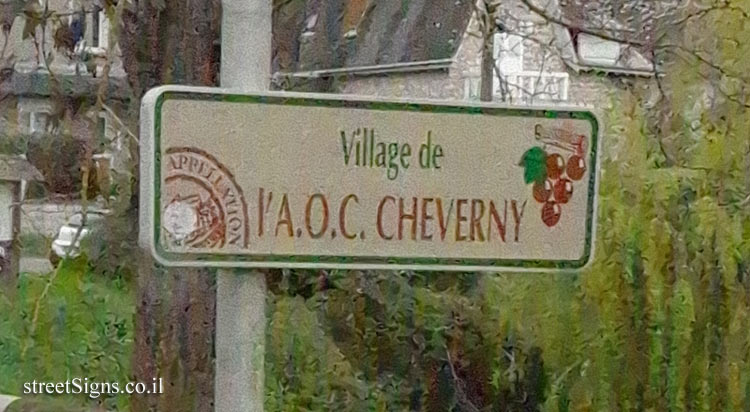 Village de
l'A.O.C. CHEVERNY
APPELLATION
streetSigns.co.il